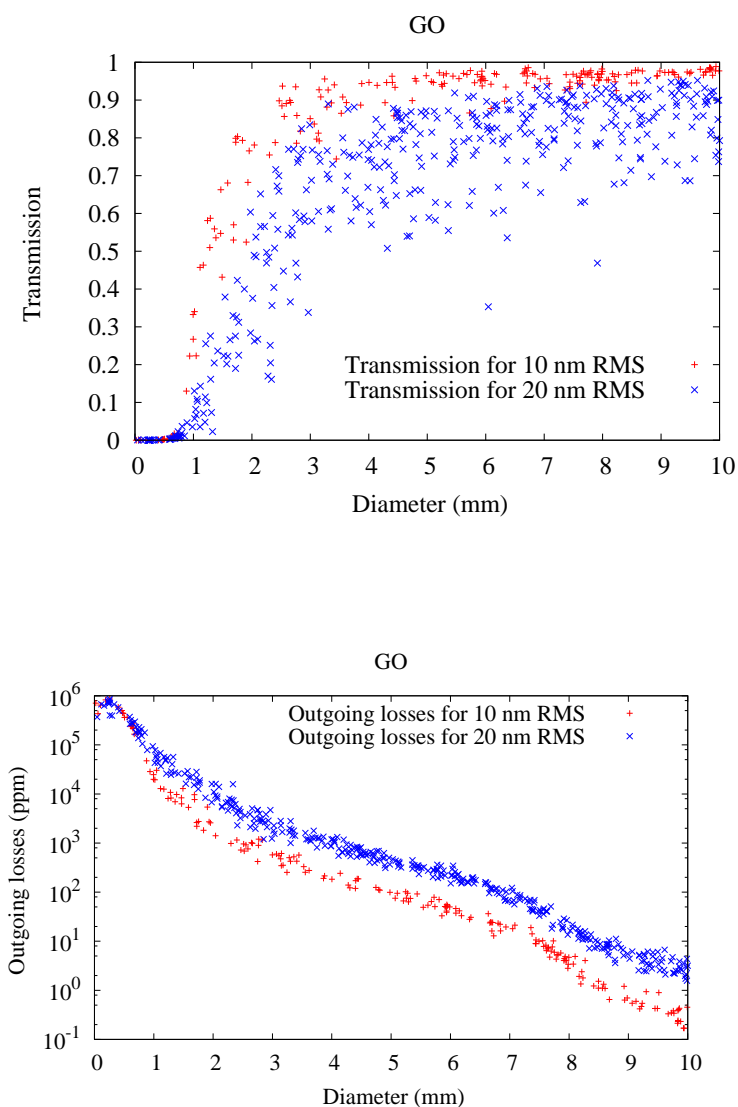 GO
1
0.9
0.8
0.7
0.6
0.5
0.4
0.3
0.2
0.1
0
Transmission
Transmission for 10 nm RMS
Transmission for 20 nm RMS
0 1 2 3 4 5 6 7 8 9 10
Diameter (mm)
GO
10^6
10^5
10^4
10^3
10^2
10^1
10^0
10^-1
Outgoing losses (ppm)
Outgoing losses for 10 nm RMS
Outgoing losses for 20 nm RMS
0 1 2 3 4 5 6 7 8 9 10
Diameter (mm)